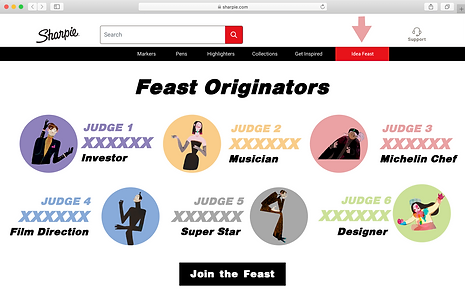 sharpie.com
Sharpie.
Search
Support
Markers Pens Highlighters Collections Get Inspired Idea Feast
Feast Originators
JUDGE 1
XXXXXX
Investor
JUDGE 2
XXXXXX
Musician
JUDGE 3
XXXXXX
Michelin Chef
JUDGE 4
XXXXXX
Film Direction
JUDGE 5
XXXXXX
Super Star
JUDGE 6
XXXXXX
Designer
Join the Feast